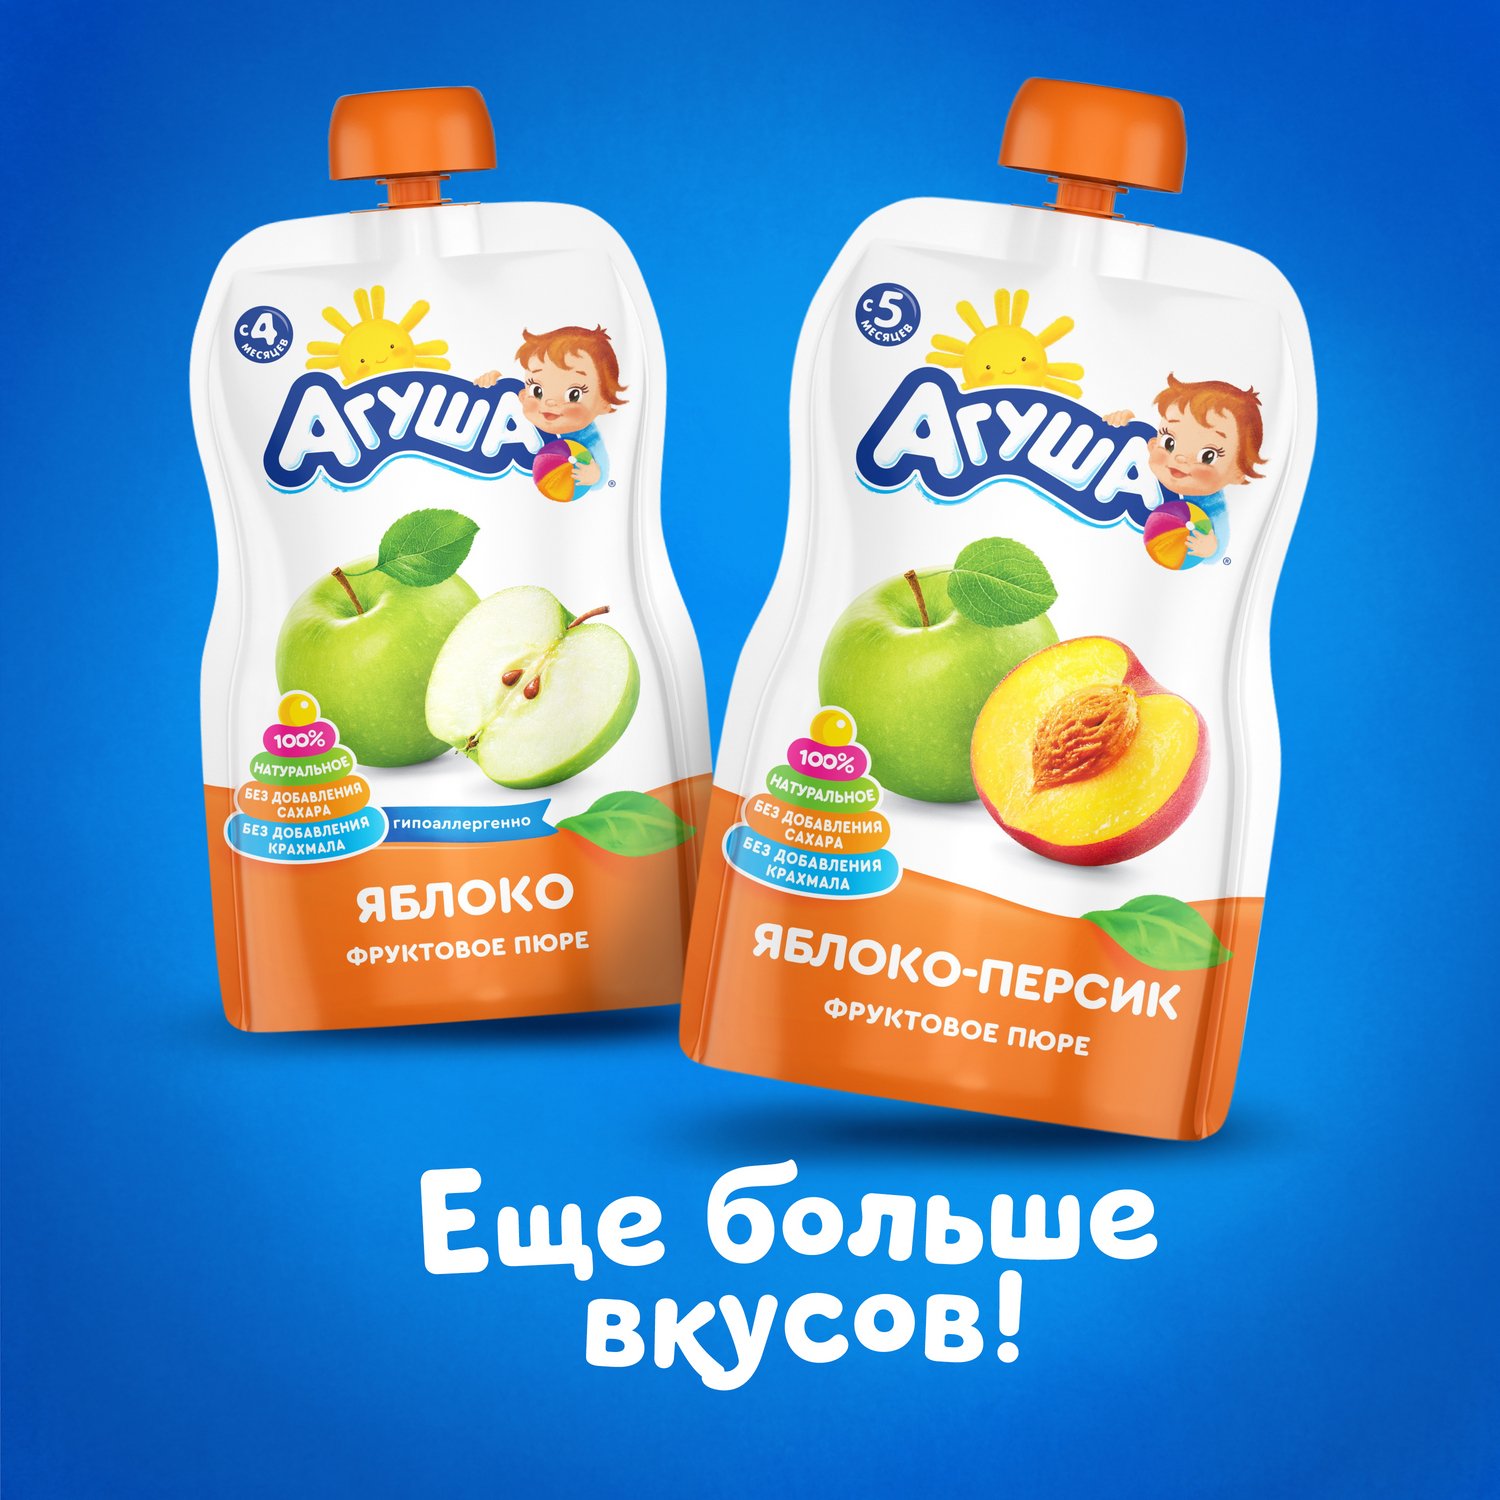 с 4
месяцев
Агуша
®
100%
НАТУРАЛЬНОЕ
БЕЗ ДОБАВЛЕНИЯ
САХАРА
БЕЗ ДОБАВЛЕНИЯ
КРАХМАЛА
гипоаллергенно
ЯБЛОКО
ФРУКТОВОЕ ПЮРЕ
с 5
месяцев
Агуша
®
100%
НАТУРАЛЬНОЕ
БЕЗ ДОБАВЛЕНИЯ
САХАРА
БЕЗ ДОБАВЛЕНИЯ
КРАХМАЛА
ЯБЛОКО-ПЕРСИК
ФРУКТОВОЕ ПЮРЕ
Еще больше
вкусов!